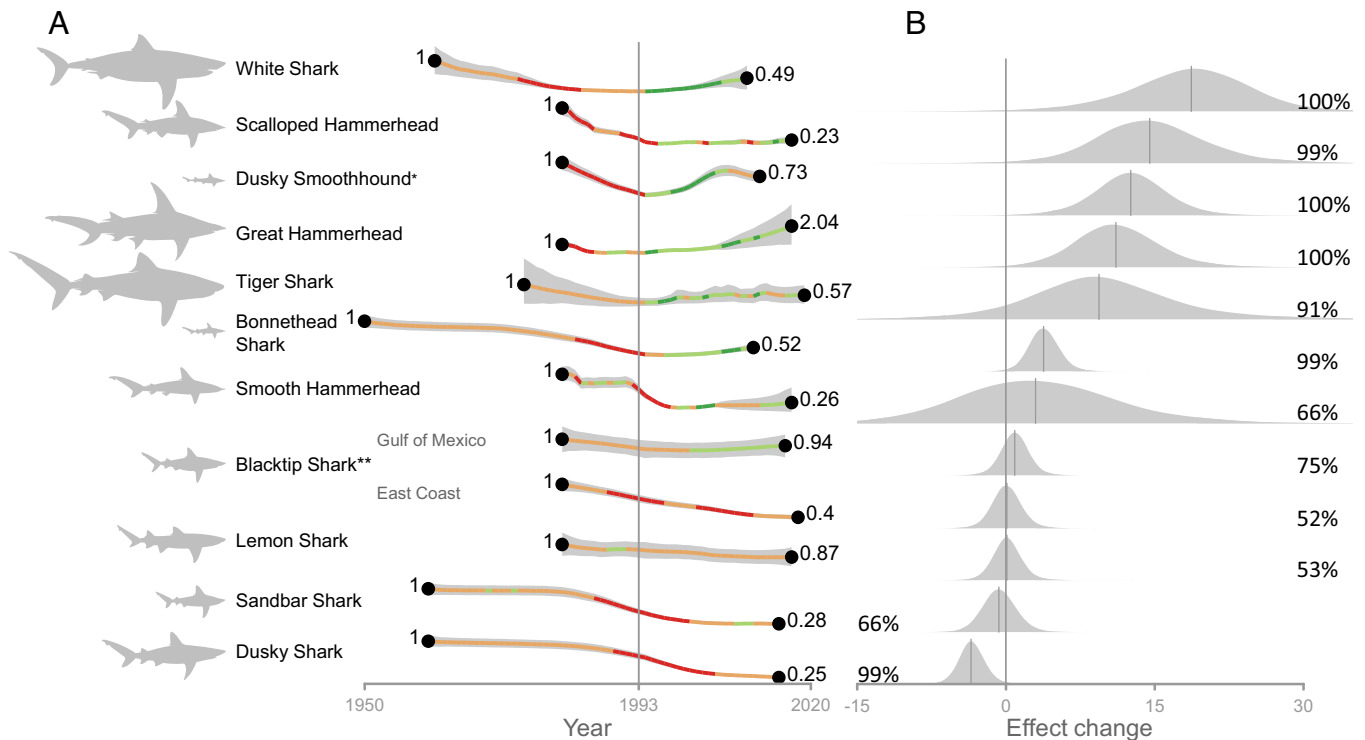 A
B
White Shark
1
0.49
100%
Scalloped Hammerhead
1
0.23
99%
Dusky Smoothhound*
1
0.73
100%
Great Hammerhead
1
2.04
100%
Tiger Shark
1
0.57
91%
Bonnethead
Shark
1
0.52
99%
Smooth Hammerhead
1
0.26
66%
Blacktip Shark**
Gulf of Mexico
1
0.94
75%
East Coast
1
0.4
52%
Lemon Shark
1
0.87
53%
Sandbar Shark
1
0.28
66%
Dusky Shark
1
0.25
99%
1950
1993
2020
Year
-15
0
15
30
Effect change